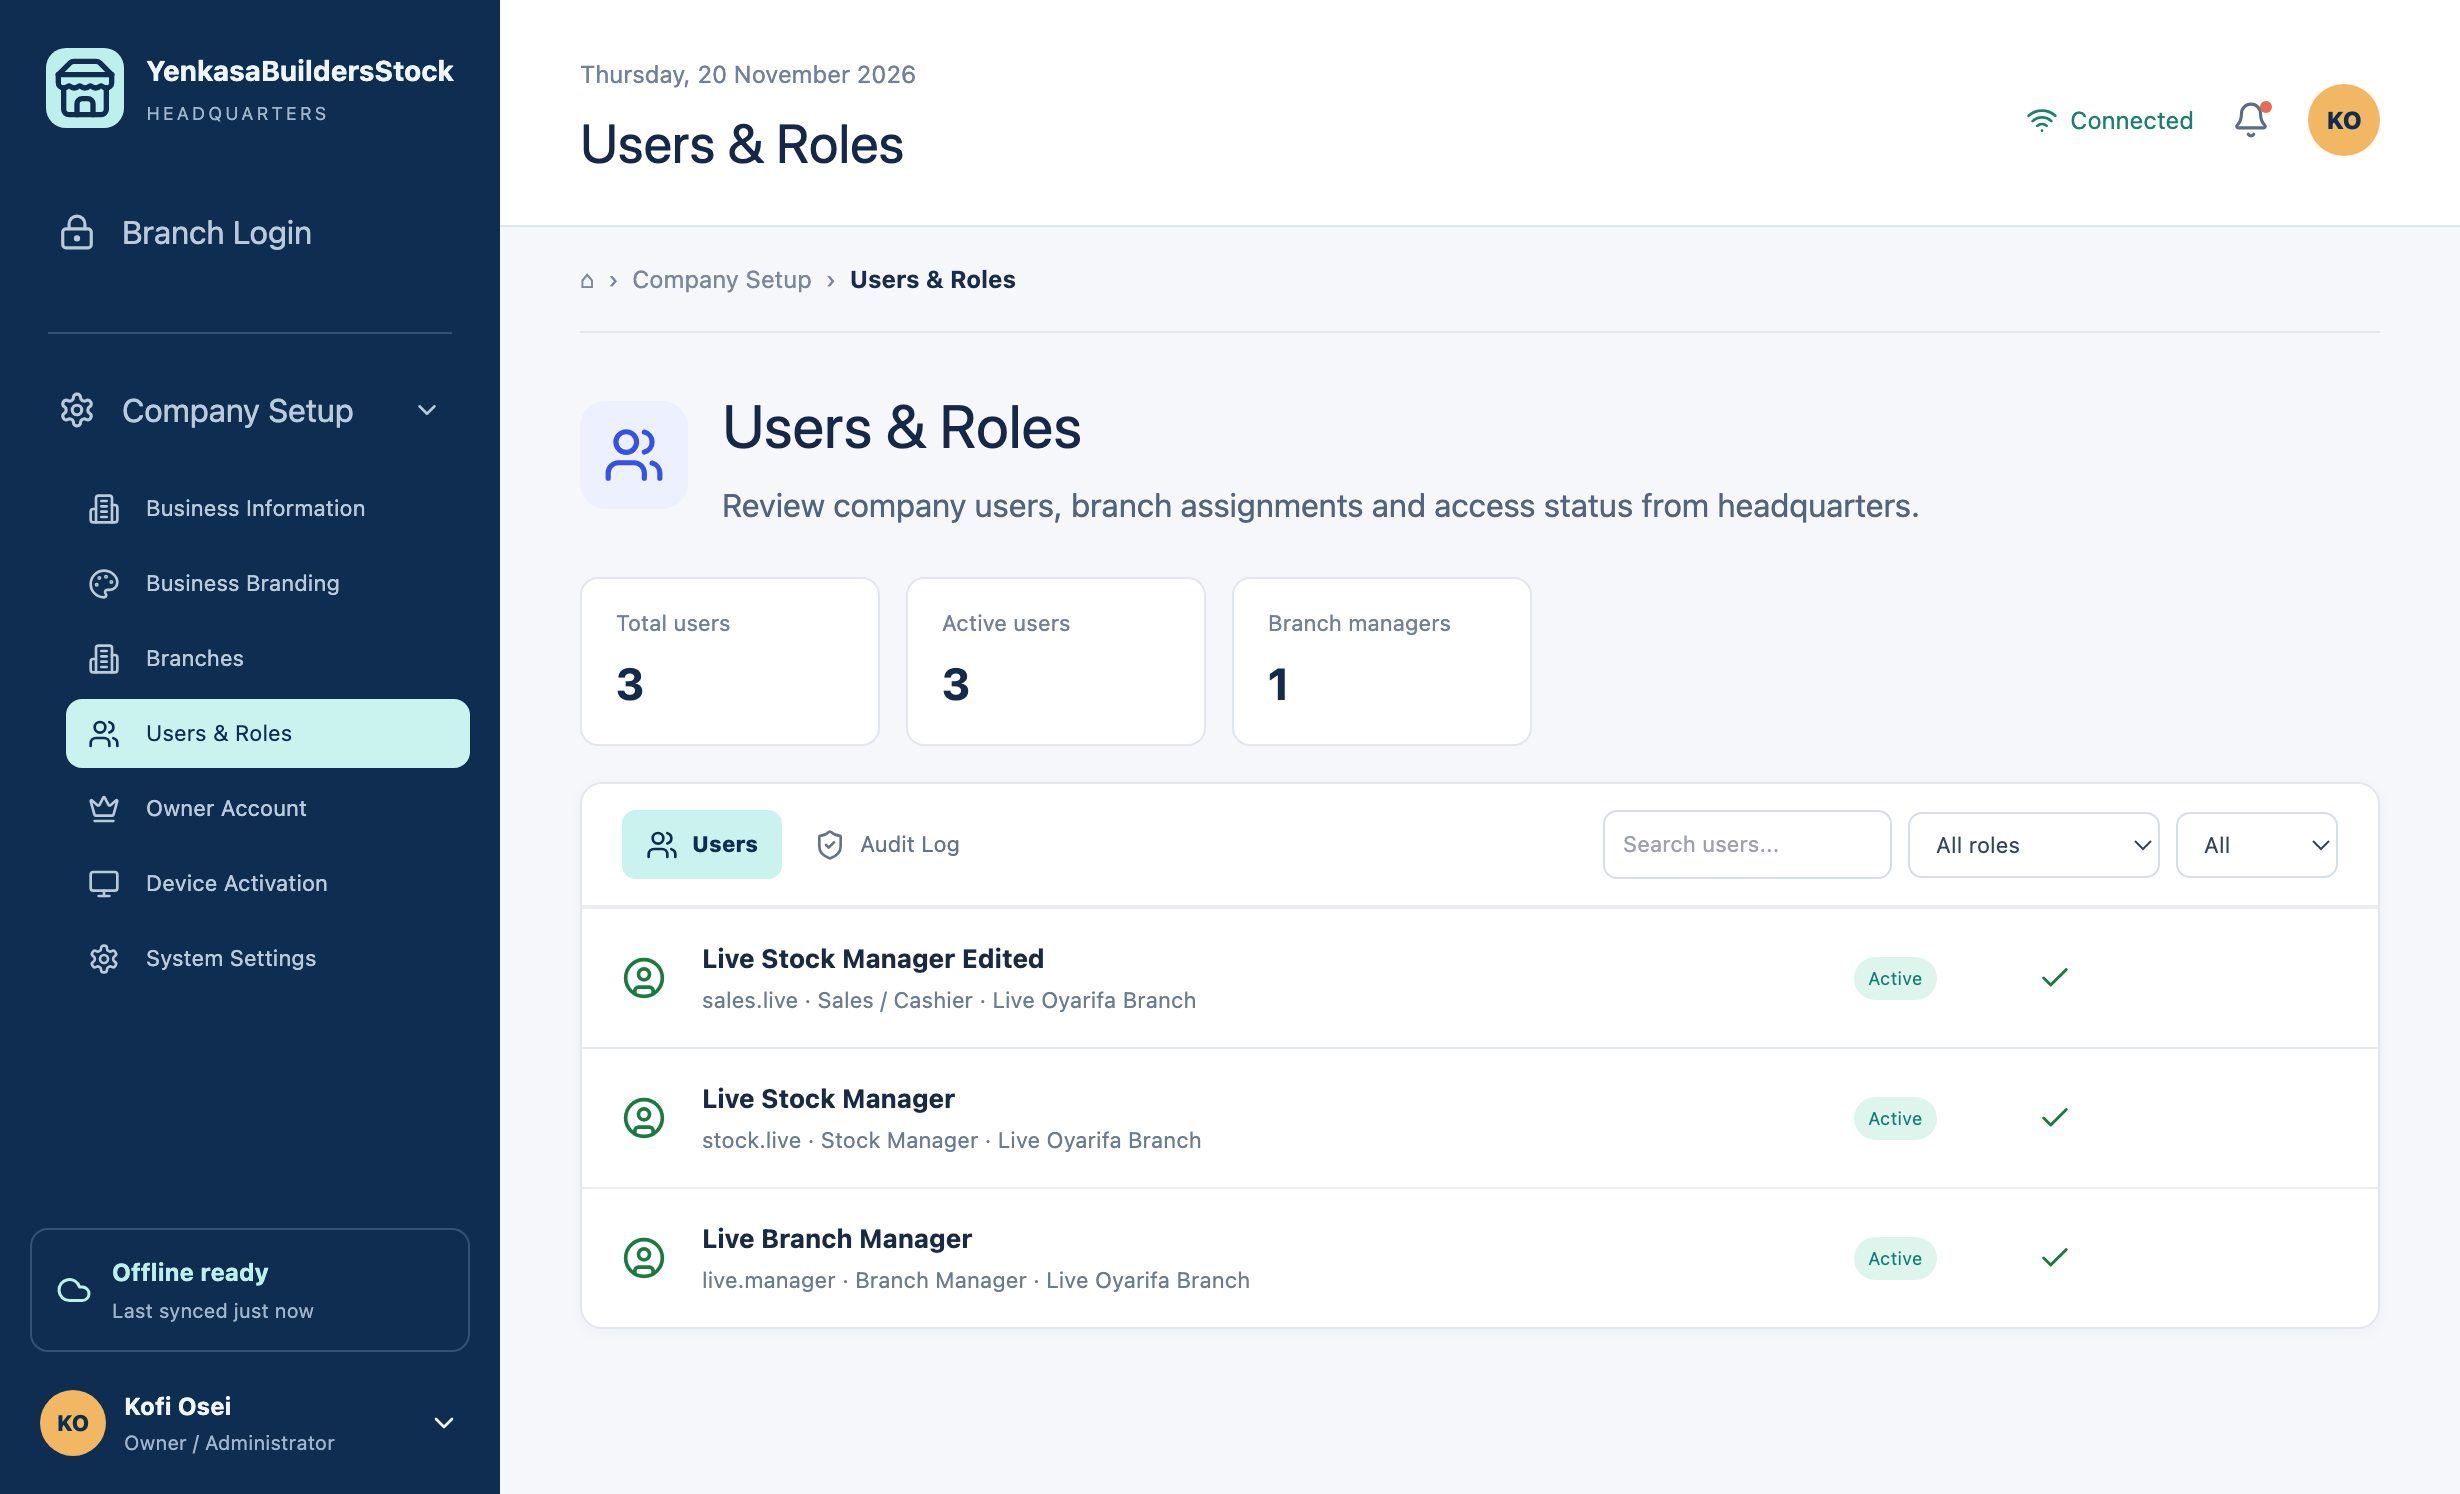 YenkasaBuildersStock
HEADQUARTERS
Branch Login
Company Setup
Business Information
Business Branding
Branches
Users & Roles
Owner Account
Device Activation
System Settings
Offline ready
Last synced just now
KO
Kofi Osei
Owner / Administrator
Thursday, 20 November 2026
Users & Roles
Connected
KO
Company Setup › Users & Roles
Users & Roles
Review company users, branch assignments and access status from headquarters.
Total users
3
Active users
3
Branch managers
1
Users
Audit Log
Search users...
All roles
All
Live Stock Manager Edited
sales.live · Sales / Cashier · Live Oyarifa Branch
Active
Live Stock Manager
stock.live · Stock Manager · Live Oyarifa Branch
Active
Live Branch Manager
live.manager · Branch Manager · Live Oyarifa Branch
Active